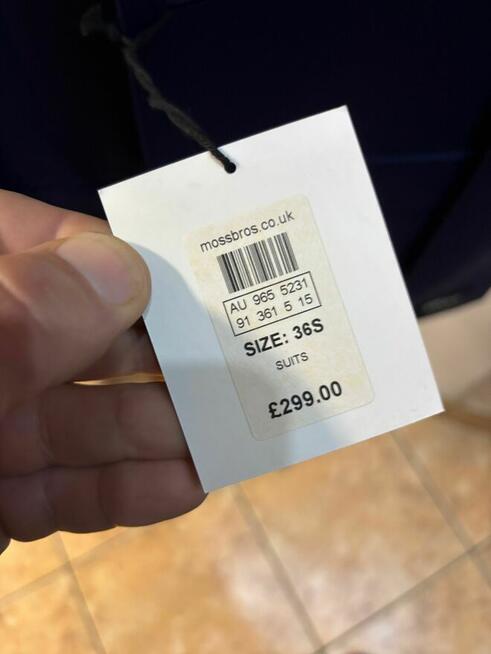 mossbros.co.uk
AU 965 5231
91 361 5 15
SIZE: 36S
SUITS
£299.00